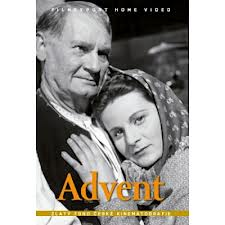 FILMEXPORT HOME VIDEO
Advent
ZLATÝ FOND ČESKÉ KINEMATOGRAFIE